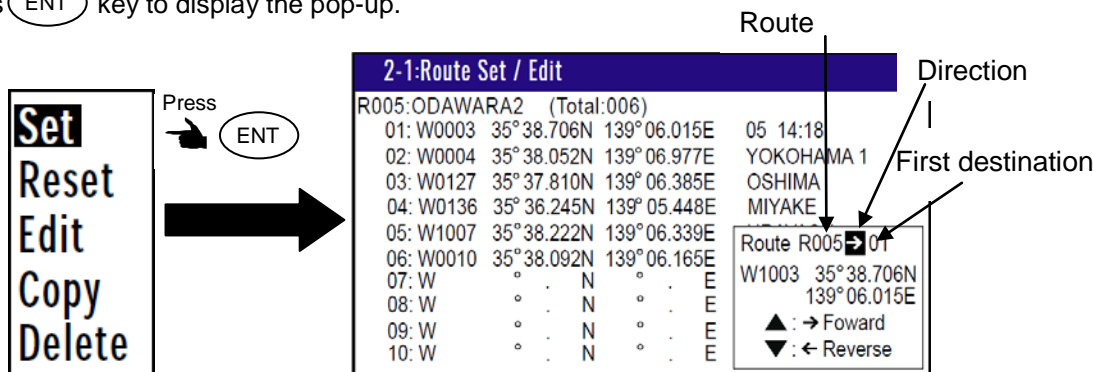 s ENT key to display the pop-up.
Route
Direction
First destination
Set
Reset
Edit
Copy
Delete
Press
ENT
2-1:Route Set / Edit
R005:ODAWARA2 (Total:006)
01: W0003 35°38.706N 139°06.015E 05 14:18
02: W0004 35°38.052N 139°06.977E YOKOHAMA 1
03: W0127 35°37.810N 139°06.385E OSHIMA
04: W0136 35°36.245N 139°05.448E MIYAKE
05: W1007 35°38.222N 139°06.339E
06: W0010 35°38.092N 139°06.165E
07: W ° . N ° . E
08: W ° . N ° . E
09: W ° . N ° . E
10: W ° . N ° . E
Route R005→01
W1003 35°38.706N
139°06.015E
▲ : → Foward
▼ : ← Reverse